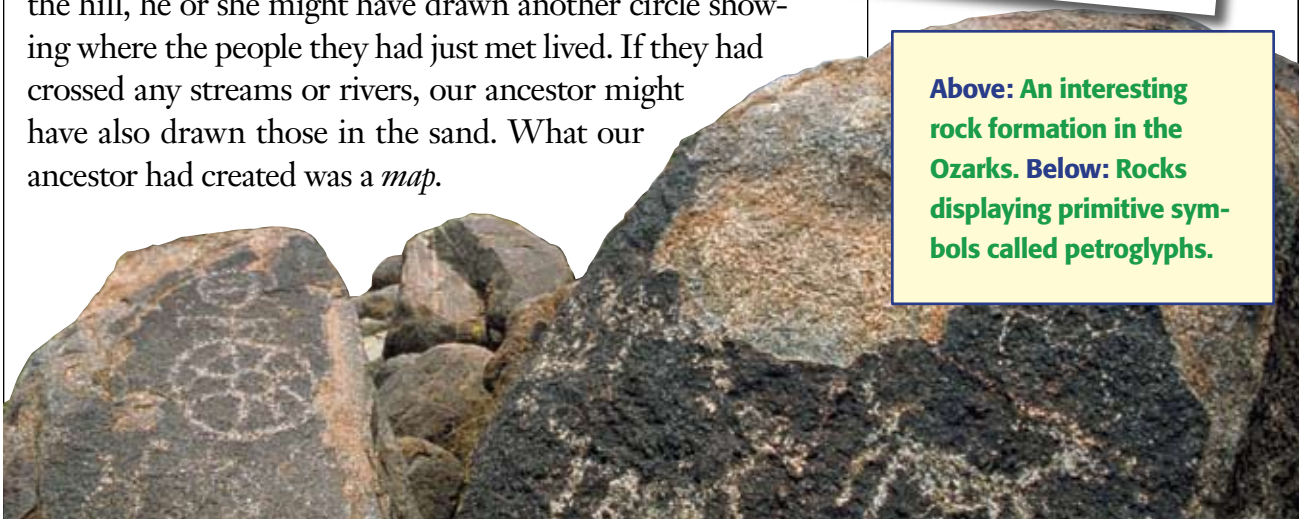 the hill, he or she might have drawn another circle show-
ing where the people they had just met lived. If they had
crossed any streams or rivers, our ancestor might
have also drawn those in the sand. What our
ancestor had created was a map.
Above: An interesting
rock formation in the
Ozarks. Below: Rocks
displaying primitive sym-
bols called petroglyphs.